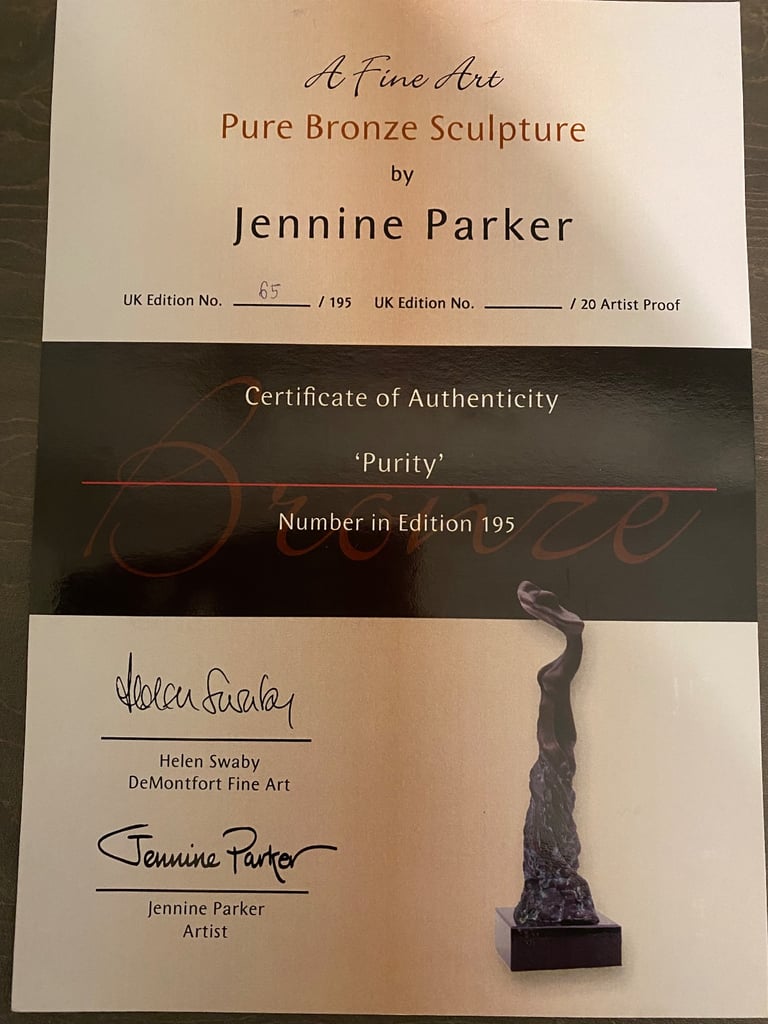 A Fine Art
Pure Bronze Sculpture
by
Jennine Parker
UK Edition No. 65 / 195 UK Edition No. / 20 Artist Proof
Certificate of Authenticity
‘Purity’
Bronze
Number in Edition 195
Helen Swaby
Helen Swaby
DeMontfort Fine Art
Jennine Parker
Jennine Parker
Artist